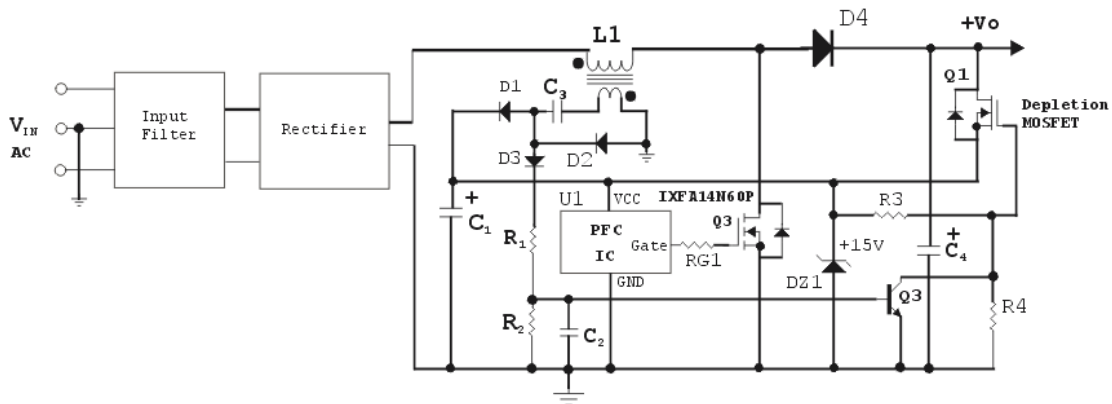 D4
+Vo
L1
Q1
D1
C3
Depletion
MOSFET
Input
Filter
Rectifier
VIN
AC
D3
D2
U1
VCC
IXFA14N60P
R3
+
C1
PFC
IC
Gate
Q3
R1
RG1
+15V
+
C4
GND
DZ1
Q3
R4
R2
C2